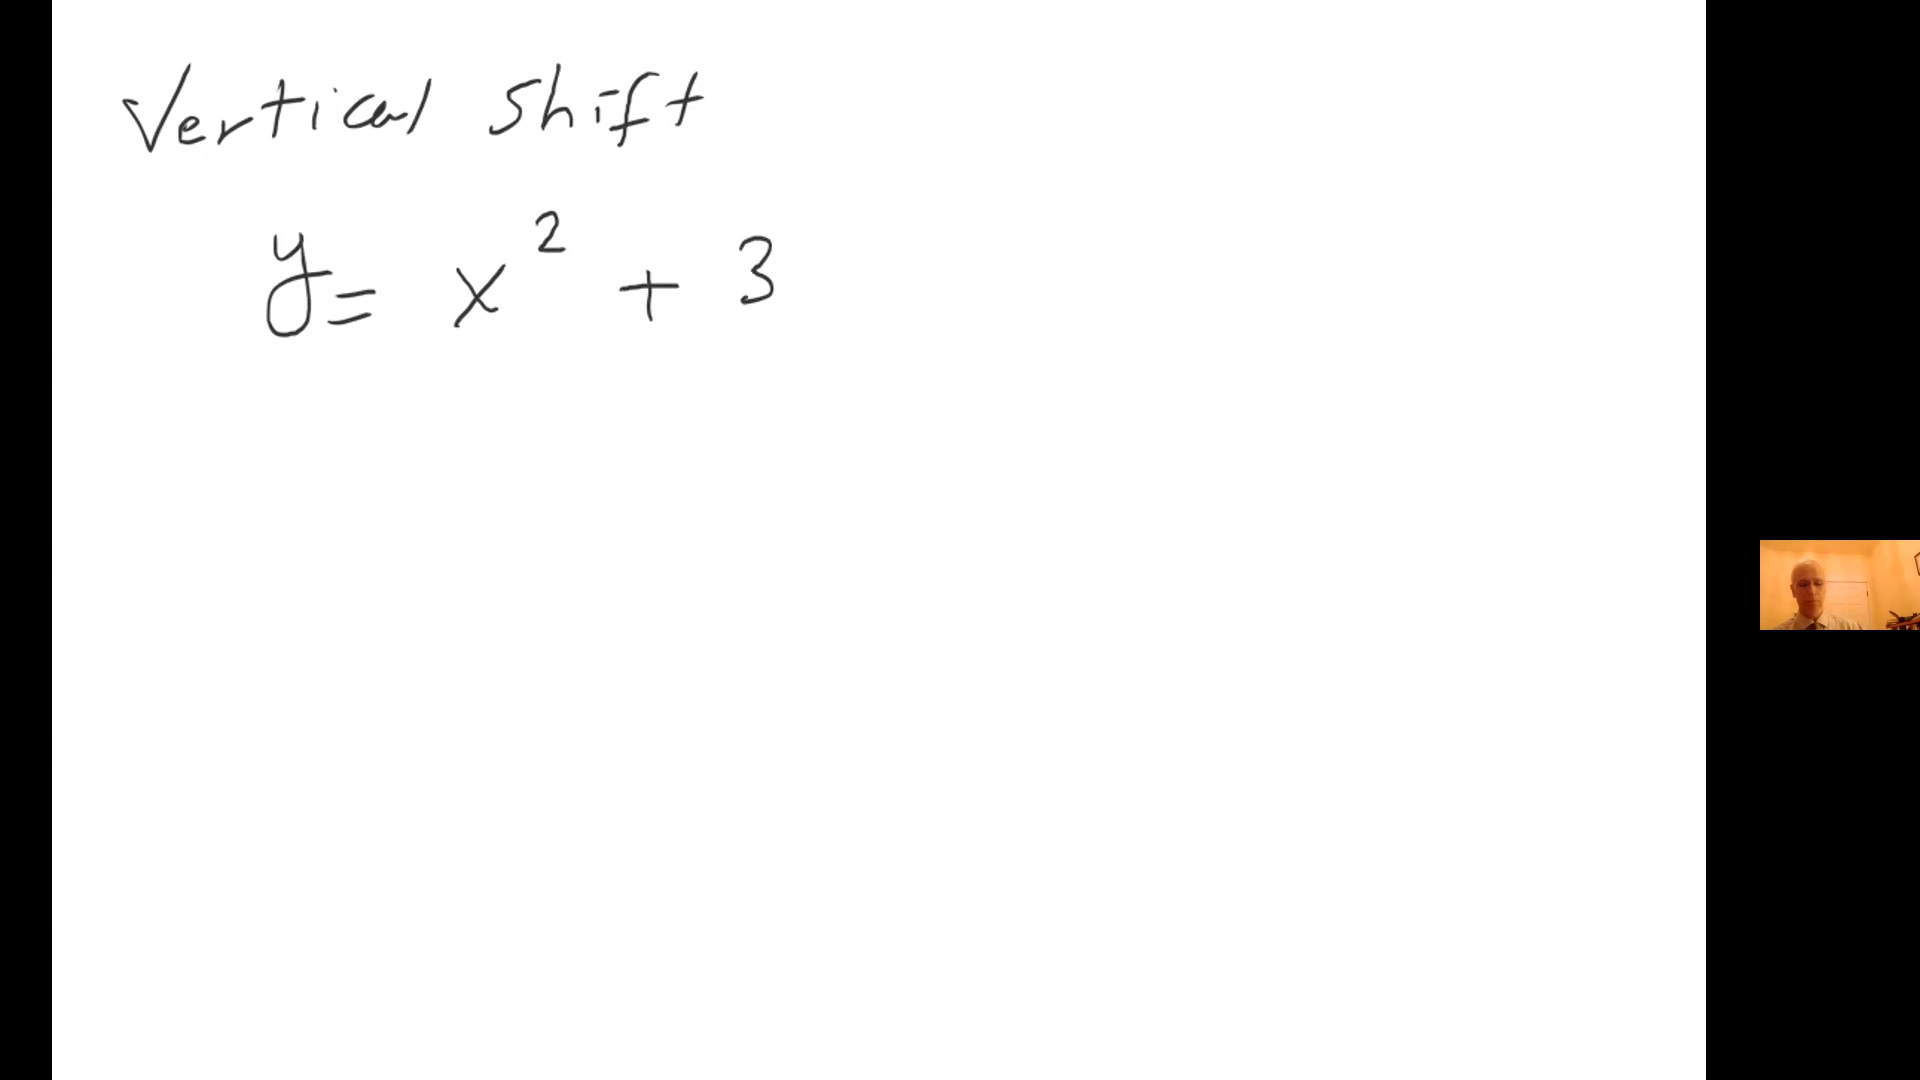 Vertical Shift
y = x² + 3